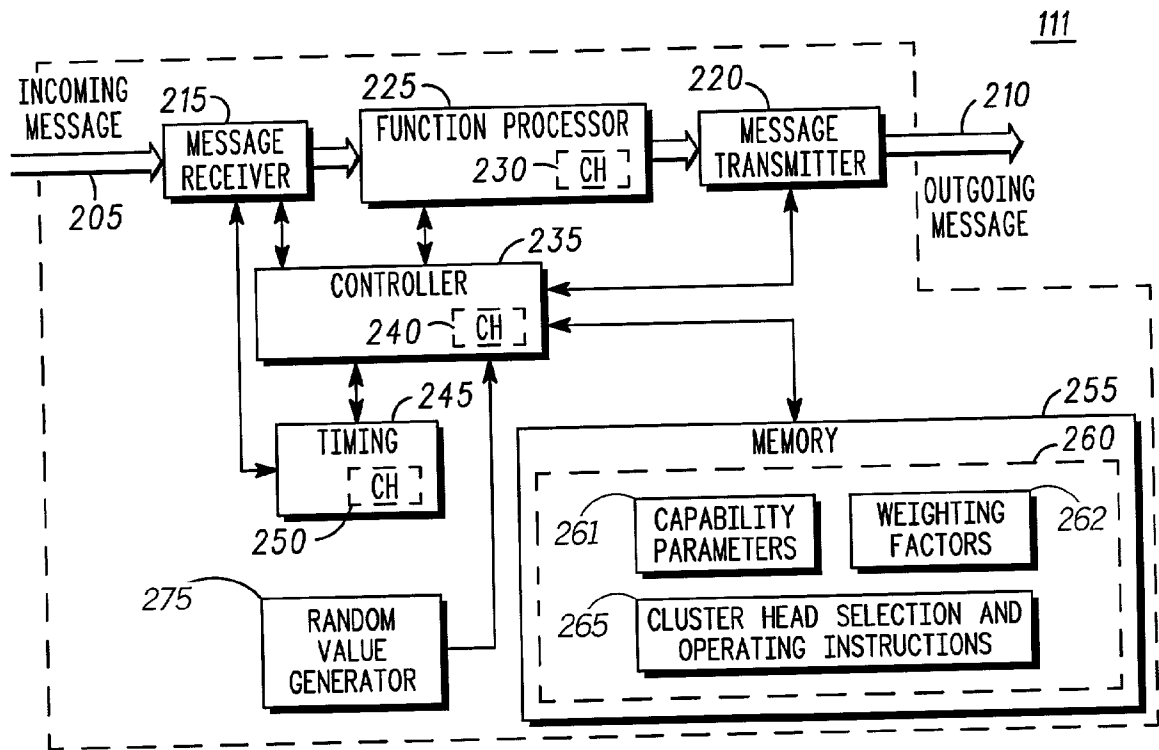 111
INCOMING
MESSAGE
215
225
220
210
MESSAGE
RECEIVER
FUNCTION PROCESSOR
230
CH
MESSAGE
TRANSMITTER
205
OUTGOING
MESSAGE
235
CONTROLLER
240
CH
245
TIMING
CH
250
255
MEMORY
260
261
CAPABILITY
PARAMETERS
WEIGHTING
FACTORS
262
275
RANDOM
VALUE
GENERATOR
265
CLUSTER HEAD SELECTION AND
OPERATING INSTRUCTIONS